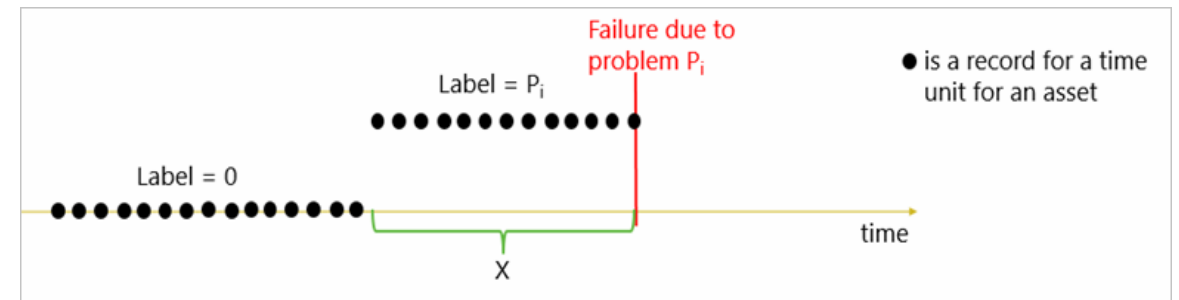 Failure due to
problem Pi
Label = Pi
● is a record for a time
unit for an asset
Label = 0
time
X